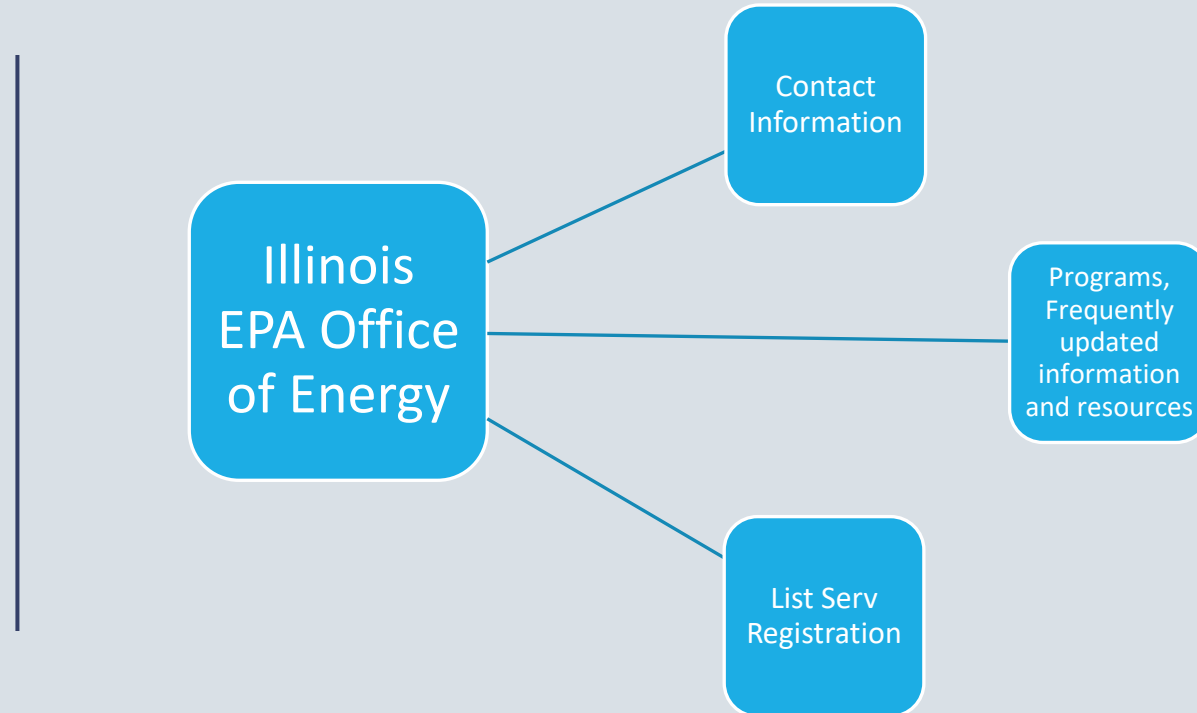 Illinois
EPA Office
of Energy
Contact
Information
Programs,
Frequently
updated
information
and resources
List Serv
Registration